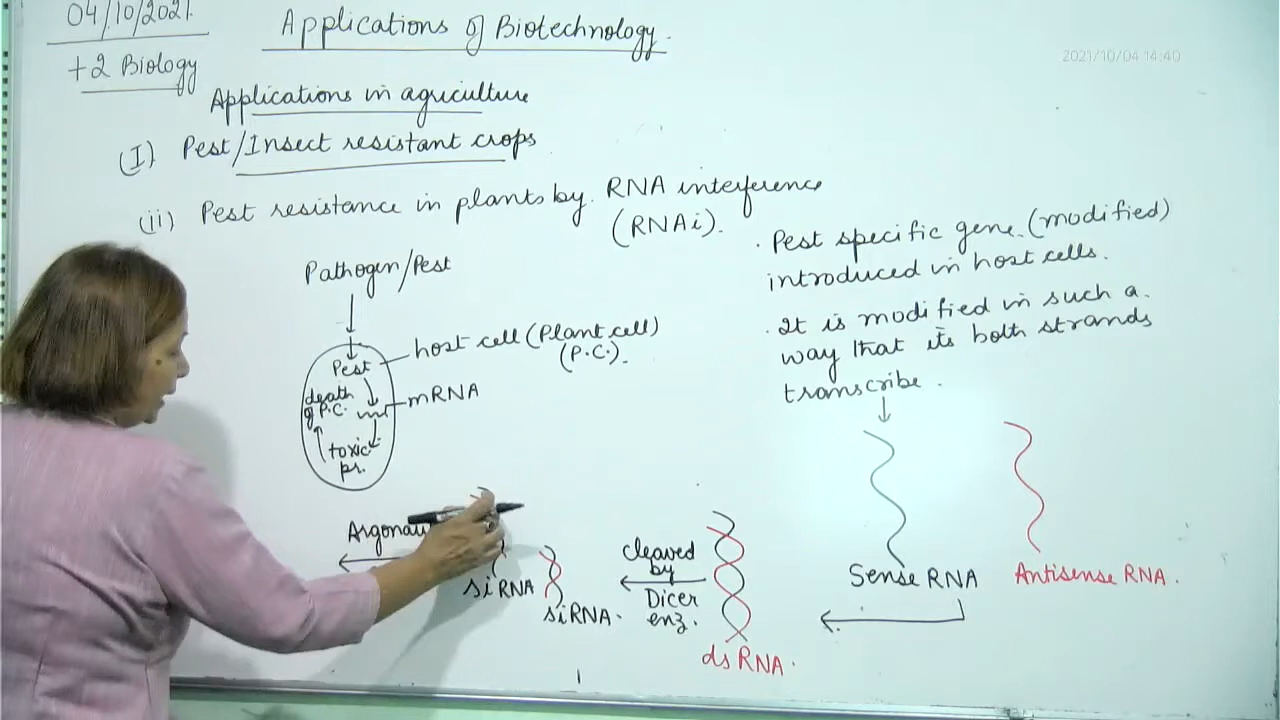 04/10/2021
Applications of Biotechnology.
2021/10/04 14:40
+2 Biology
Applications in agriculture
(I) Pest/Insect resistant crops
(ii) Pest resistance in plants by RNA interference
(RNAi).
Pathogen/Pest
host cell (Plant cell)
(P.C.).
Pest
death
of P.C.
mRNA
toxic
pr.
. Pest specific gene (modified)
introduced in host cells.
. It is modified in such a
way that its both strands
transcribe.
Sense RNA
Antisense RNA.
dsRNA.
cleaved
by
Dicer
enz.
siRNA
siRNA.